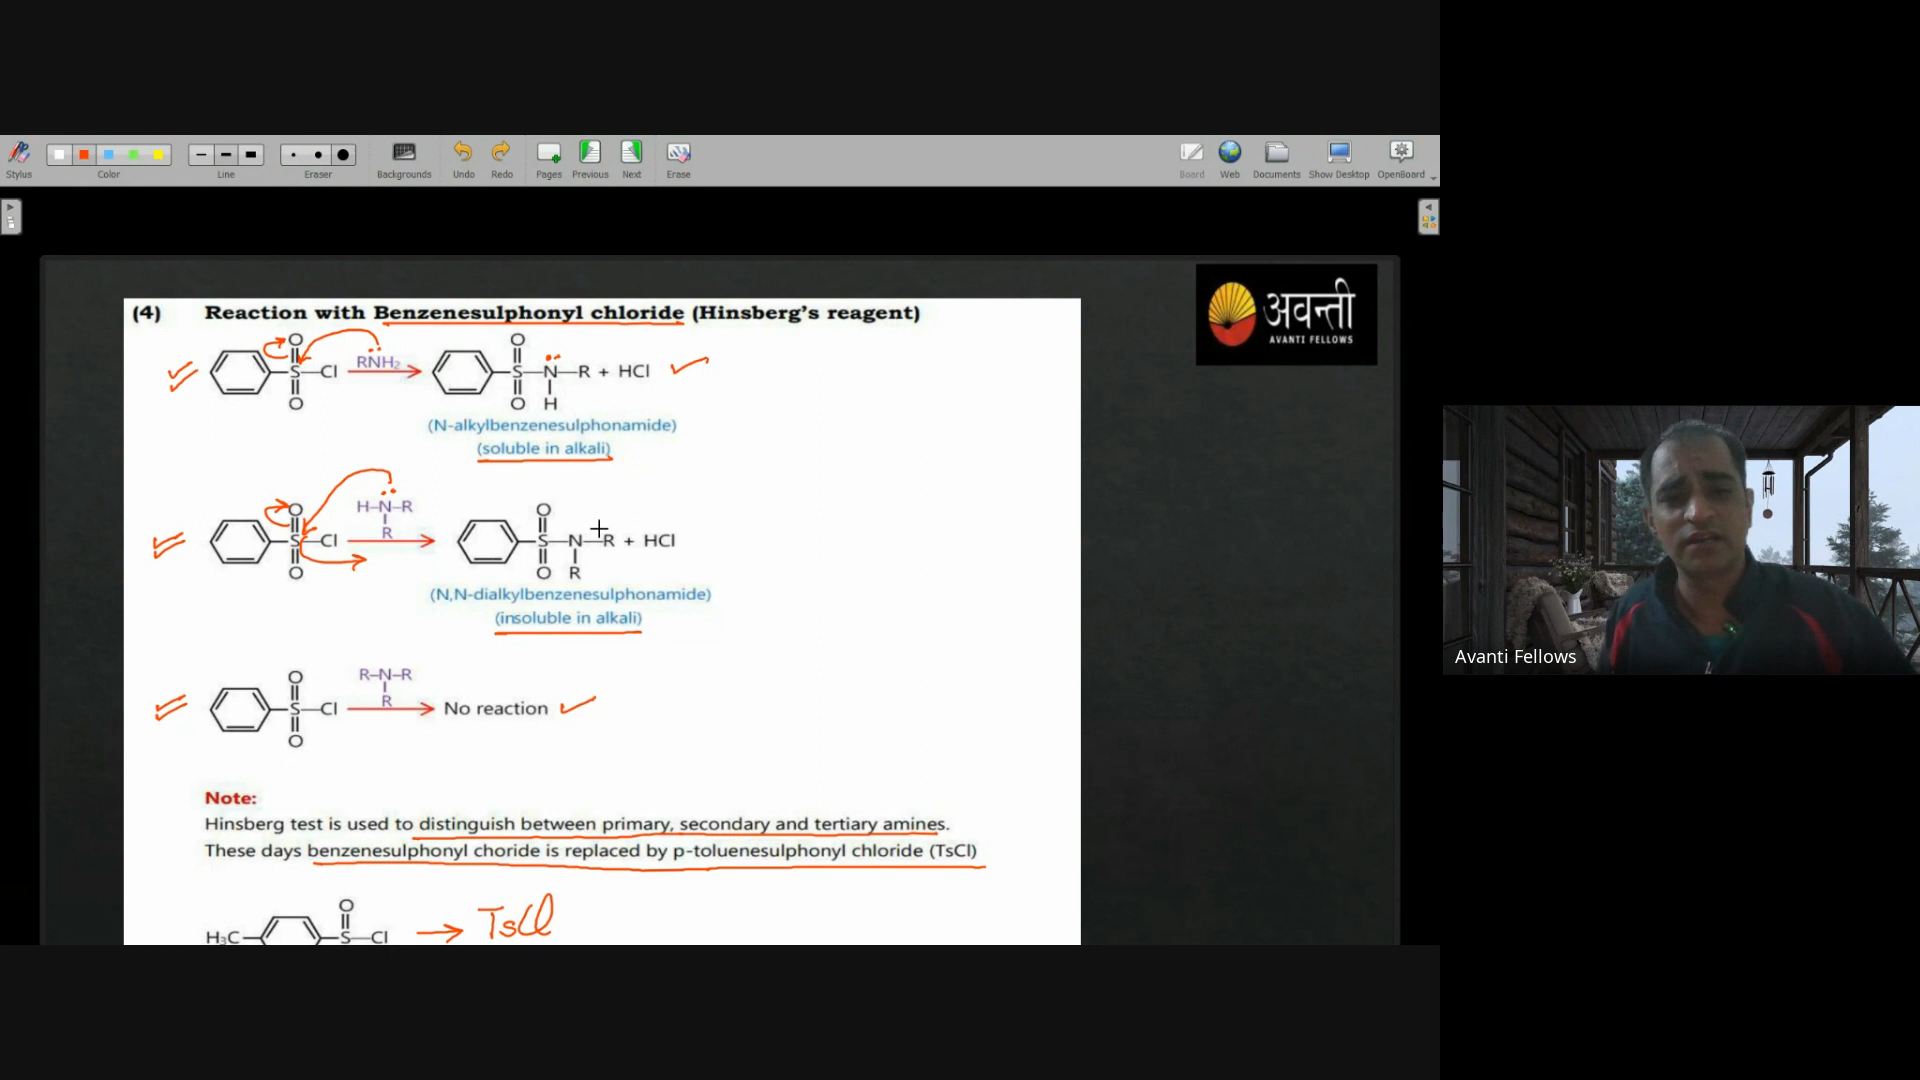 Stylus
Color
Line
Eraser
Backgrounds
Undo
Redo
Pages
Previous
Next
Erase
Board
Web
Documents
Show Desktop
OpenBoard
अवन्ती
AVANTI FELLOWS
(4) Reaction with Benzenesulphonyl chloride (Hinsberg's reagent)
O O
S—Cl RNH₂ S—N—R + HCl
O O H
(N-alkylbenzenesulphonamide)
(soluble in alkali)
O H–N–R O
S—Cl R S—N—R + HCl
O O R
(N,N-dialkylbenzenesulphonamide)
(insoluble in alkali)
O R–N–R
S—Cl R No reaction
O
Note:
Hinsberg test is used to distinguish between primary, secondary and tertiary amines.
These days benzenesulphonyl choride is replaced by p-toluenesulphonyl chloride (TsCl)
O
H₃C S—Cl → TsCl
Avanti Fellows